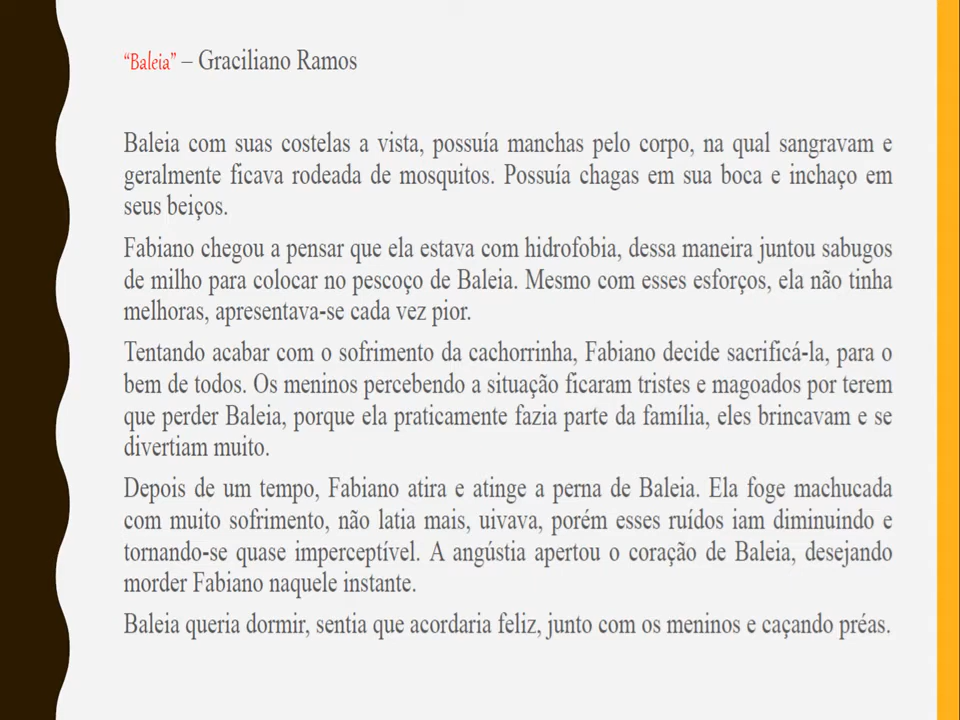 “Baleia” – Graciliano Ramos
Baleia com suas costelas a vista, possuía manchas pelo corpo, na qual sangravam e
geralmente ficava rodeada de mosquitos. Possuía chagas em sua boca e inchaço em
seus beiços.
Fabiano chegou a pensar que ela estava com hidrofobia, dessa maneira juntou sabugos
de milho para colocar no pescoço de Baleia. Mesmo com esses esforços, ela não tinha
melhoras, apresentava-se cada vez pior.
Tentando acabar com o sofrimento da cachorrinha, Fabiano decide sacrificá-la, para o
bem de todos. Os meninos percebendo a situação ficaram tristes e magoados por terem
que perder Baleia, porque ela praticamente fazia parte da família, eles brincavam e se
divertiam muito.
Depois de um tempo, Fabiano atira e atinge a perna de Baleia. Ela foge machucada
com muito sofrimento, não latia mais, uivava, porém esses ruídos iam diminuindo e
tornando-se quase imperceptível. A angústia apertou o coração de Baleia, desejando
morder Fabiano naquele instante.
Baleia queria dormir, sentia que acordaria feliz, junto com os meninos e caçando préas.